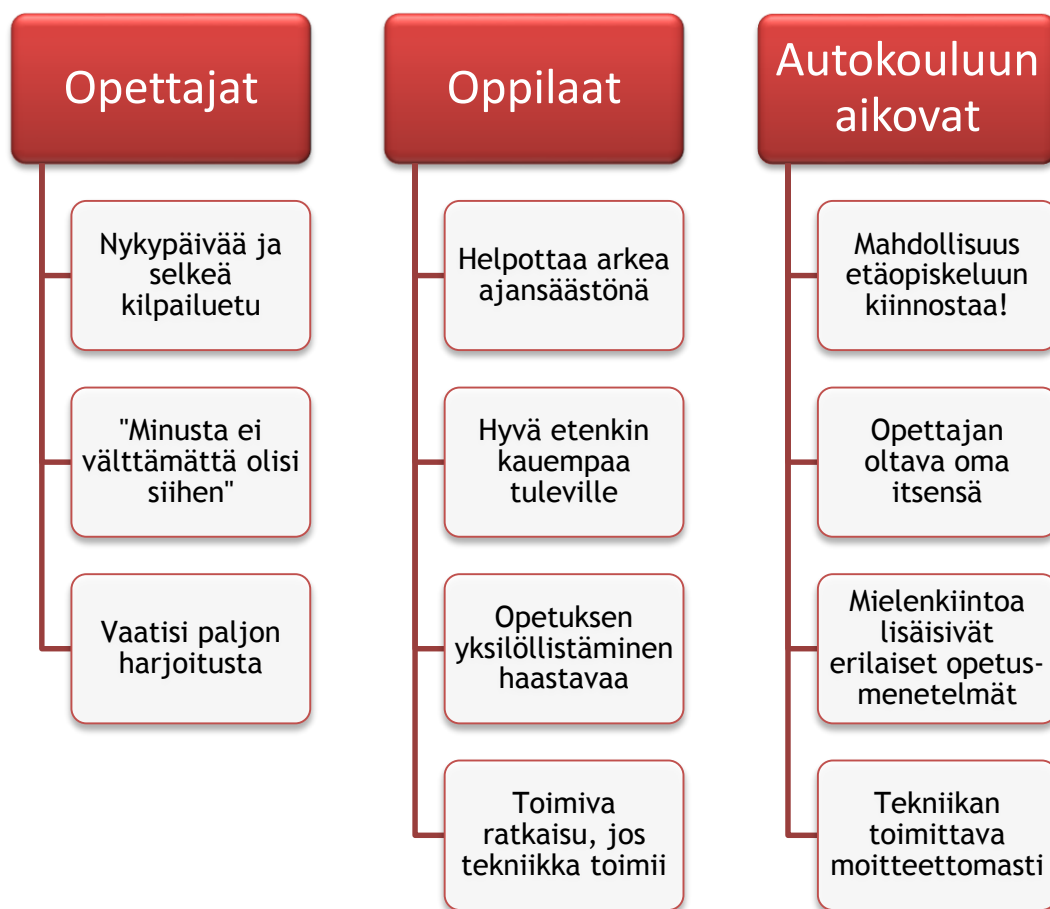 Opettajat
Nykypäivää ja
selkeä
kilpailuetu
"Minusta ei
välttämättä olisi
siihen"
Vaatisi paljon
harjoitusta
Oppilaat
Helpottaa arkea
ajansäästönä
Hyvä etenkin
kauempaa
tuleville
Opetuksen
yksilöllistäminen
haastavaa
Toimiva
ratkaisu, jos
tekniikka toimii
Autokouluun
aikovat
Mahdollisuus
etäopiskeluun
kiinnostaa!
Opettajan
oltava oma
itsensä
Mielenkiintoa
lisäisivät
erilaiset opetus-
menetelmät
Tekniikan
toimittava
moitteettomasti